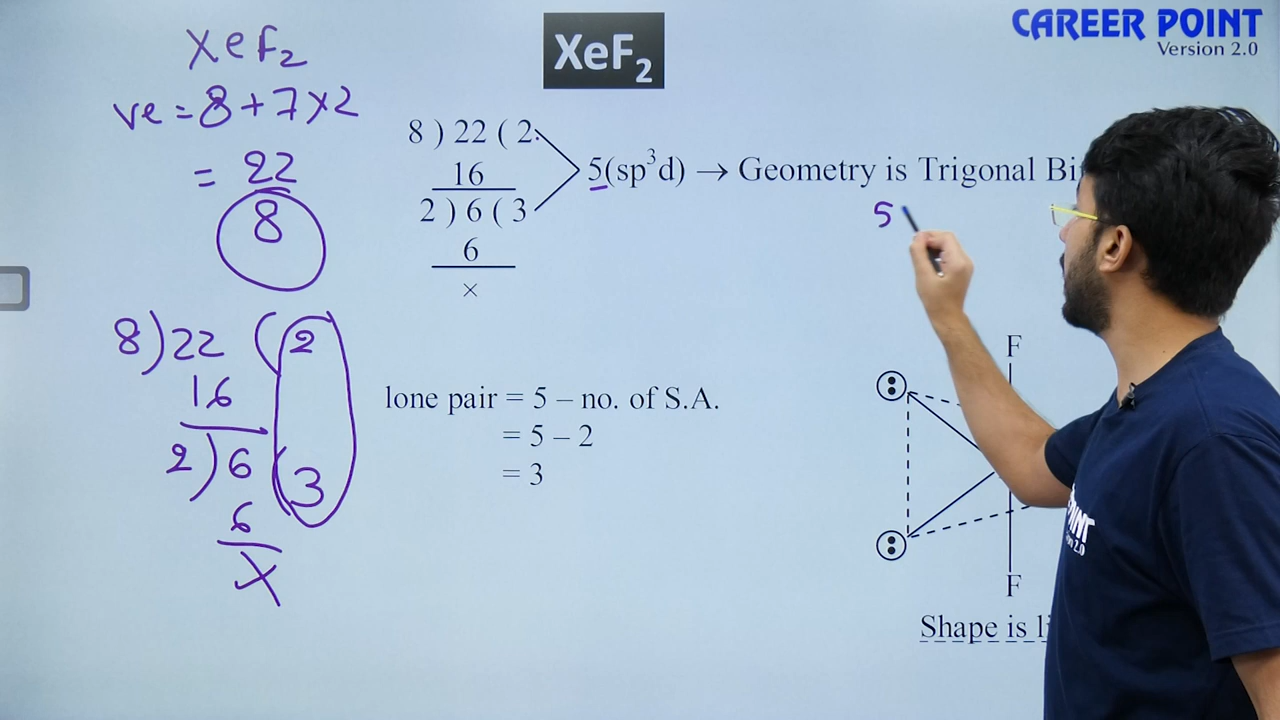 CAREER POINT
Version 2.0
XeF2
XeF₂
ve = 8 + 7 x 2
= 22
8
8 ) 22 ( 2
16
2 ) 6 ( 3
6
×
5(sp³d) → Geometry is Trigonal
5
8 ) 22 ( 2
16
2 ) 6 ( 3
6
x
lone pair = 5 – no. of S.A.
= 5 – 2
= 3
F
F
Shape is